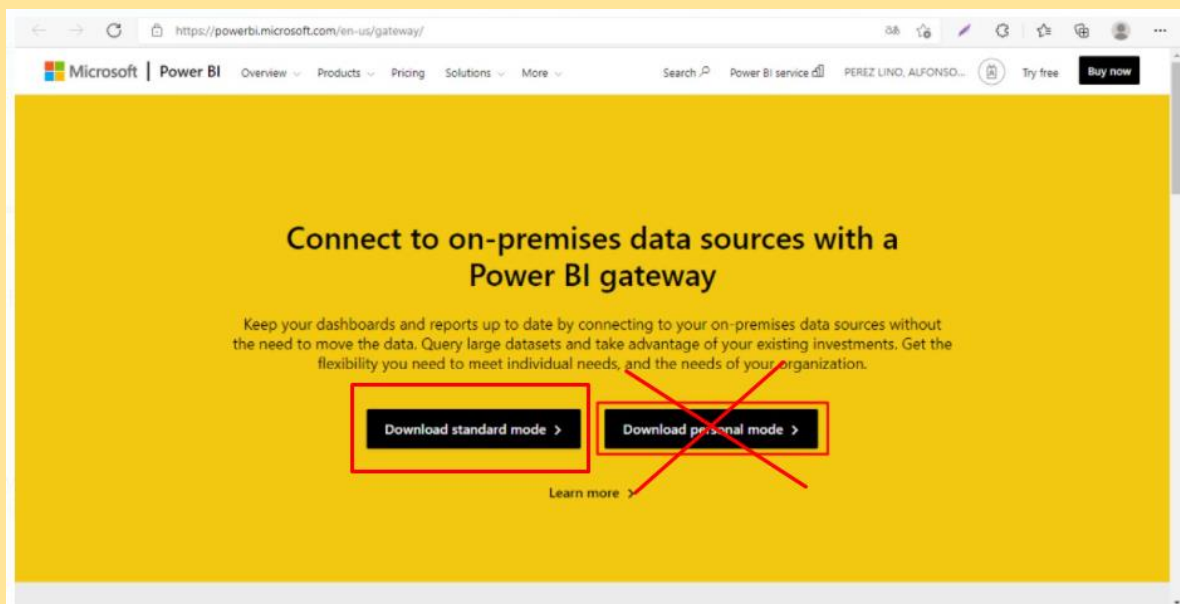 https://powerbi.microsoft.com/en-us/gateway/
Microsoft | Power BI Overview Products Pricing Solutions More Search Power BI service PEREZ LINO, ALFONSO... Try free Buy now
Connect to on-premises data sources with a
Power BI gateway
Keep your dashboards and reports up to date by connecting to your on-premises data sources without
the need to move the data. Query large datasets and take advantage of your existing investments. Get the
flexibility you need to meet individual needs, and the needs of your organization.
Download standard mode > Download personal mode >
Learn more >